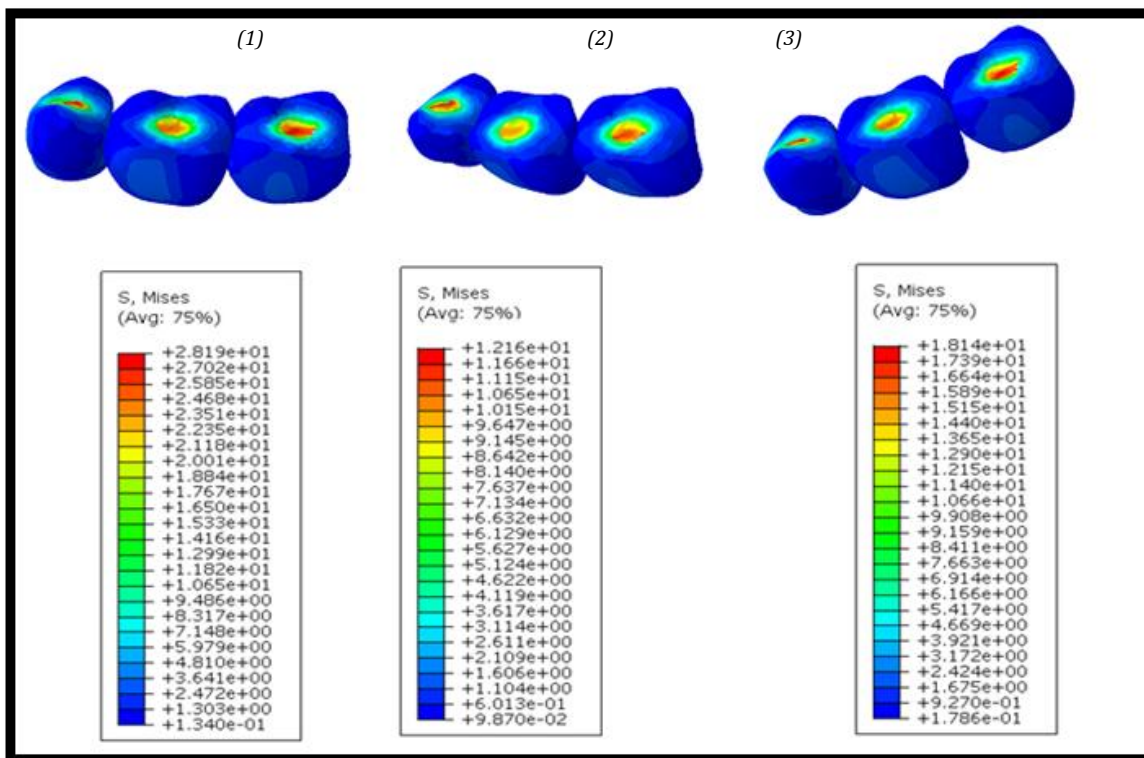 (1) (2) (3)
S, Mises
(Avg: 75%)
+2.819e+01
+2.702e+01
+2.585e+01
+2.468e+01
+2.351e+01
+2.235e+01
+2.118e+01
+2.001e+01
+1.884e+01
+1.767e+01
+1.650e+01
+1.533e+01
+1.416e+01
+1.299e+01
+1.182e+01
+1.065e+01
+9.486e+00
+8.317e+00
+7.148e+00
+5.979e+00
+4.810e+00
+3.641e+00
+2.472e+00
+1.303e+00
+1.340e-01
S, Mises
(Avg: 75%)
+1.216e+01
+1.166e+01
+1.115e+01
+1.065e+01
+1.015e+01
+9.647e+00
+9.145e+00
+8.642e+00
+8.140e+00
+7.637e+00
+7.134e+00
+6.632e+00
+6.129e+00
+5.627e+00
+5.124e+00
+4.622e+00
+4.119e+00
+3.617e+00
+3.114e+00
+2.611e+00
+2.109e+00
+1.606e+00
+1.104e+00
+6.013e-01
+9.870e-02
S, Mises
(Avg: 75%)
+1.814e+01
+1.739e+01
+1.664e+01
+1.589e+01
+1.515e+01
+1.440e+01
+1.365e+01
+1.290e+01
+1.215e+01
+1.140e+01
+1.066e+01
+9.908e+00
+9.159e+00
+8.411e+00
+7.663e+00
+6.914e+00
+6.166e+00
+5.417e+00
+4.669e+00
+3.921e+00
+3.172e+00
+2.424e+00
+1.675e+00
+9.270e-01
+1.786e-01